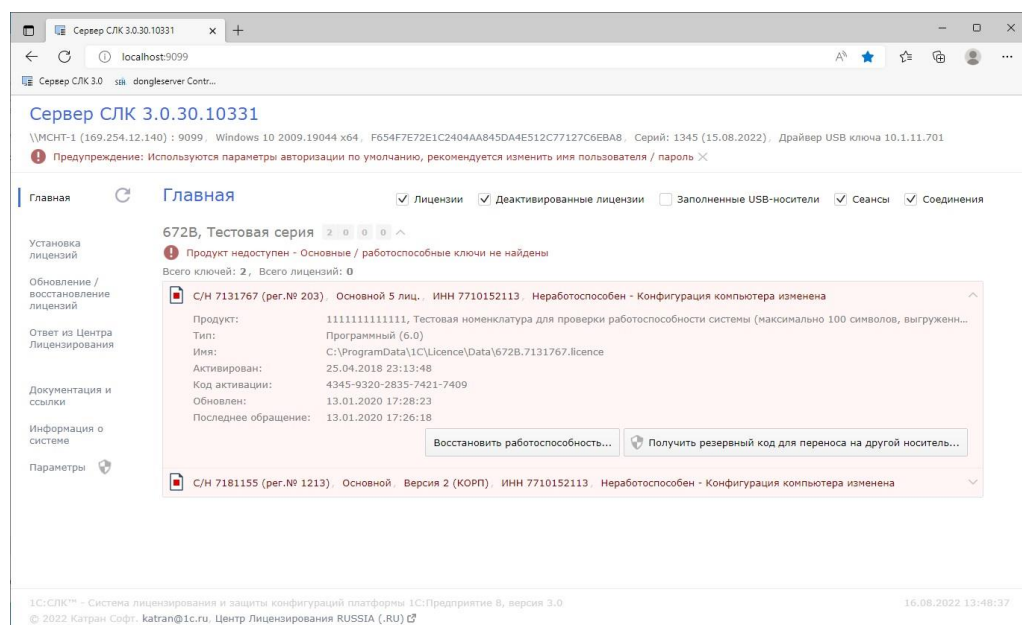 Сервер СЛК 3.0.30.10331
localhost:9099
Сервер СЛК 3.0 seh dongleserver Contr...
Сервер СЛК 3.0.30.10331
\\MCHT-1 (169.254.12.140) : 9099, Windows 10 2009.19044 x64, F654F7E72E1C2404AA845DA4E512C77127C6EBA8, Серий: 1345 (15.08.2022), Драйвер USB ключа 10.1.11.701
Предупреждение: Используются параметры авторизации по умолчанию, рекомендуется изменить имя пользователя / пароль
Главная
Главная
Лицензии Деактивированные лицензии Заполненные USB-носители Сеансы Соединения
Установка
лицензий
Обновление /
восстановление
лицензий
Ответ из Центра
Лицензирования
Документация и
ссылки
Информация о
системе
Параметры
672B, Тестовая серия 2 0 0 0
Продукт недоступен - Основные / работоспособные ключи не найдены
Всего ключей: 2, Всего лицензий: 0
С/Н 7131767 (рег.№ 203), Основной 5 лиц., ИНН 7710152113, Неработоспособен - Конфигурация компьютера изменена
Продукт: 1111111111111, Тестовая номенклатура для проверки работоспособности системы (максимально 100 символов, выгруженн...
Тип: Программный (6.0)
Имя: C:\ProgramData\1C\Licence\Data\672B.7131767.licence
Активирован: 25.04.2018 23:13:48
Код активации: 4345-9320-2835-7421-7409
Обновлен: 13.01.2020 17:28:23
Последнее обращение: 13.01.2020 17:26:18
Восстановить работоспособность... Получить резервный код для переноса на другой носитель...
С/Н 7181155 (рег.№ 1213), Основной, Версия 2 (КОРП), ИНН 7710152113, Неработоспособен - Конфигурация компьютера изменена
1С:СЛК™ - Система лицензирования и защиты конфигураций платформы 1С:Предприятие 8, версия 3.0 16.08.2022 13:48:37
© 2022 Катран Софт. katran@1c.ru, Центр Лицензирования RUSSIA (.RU)